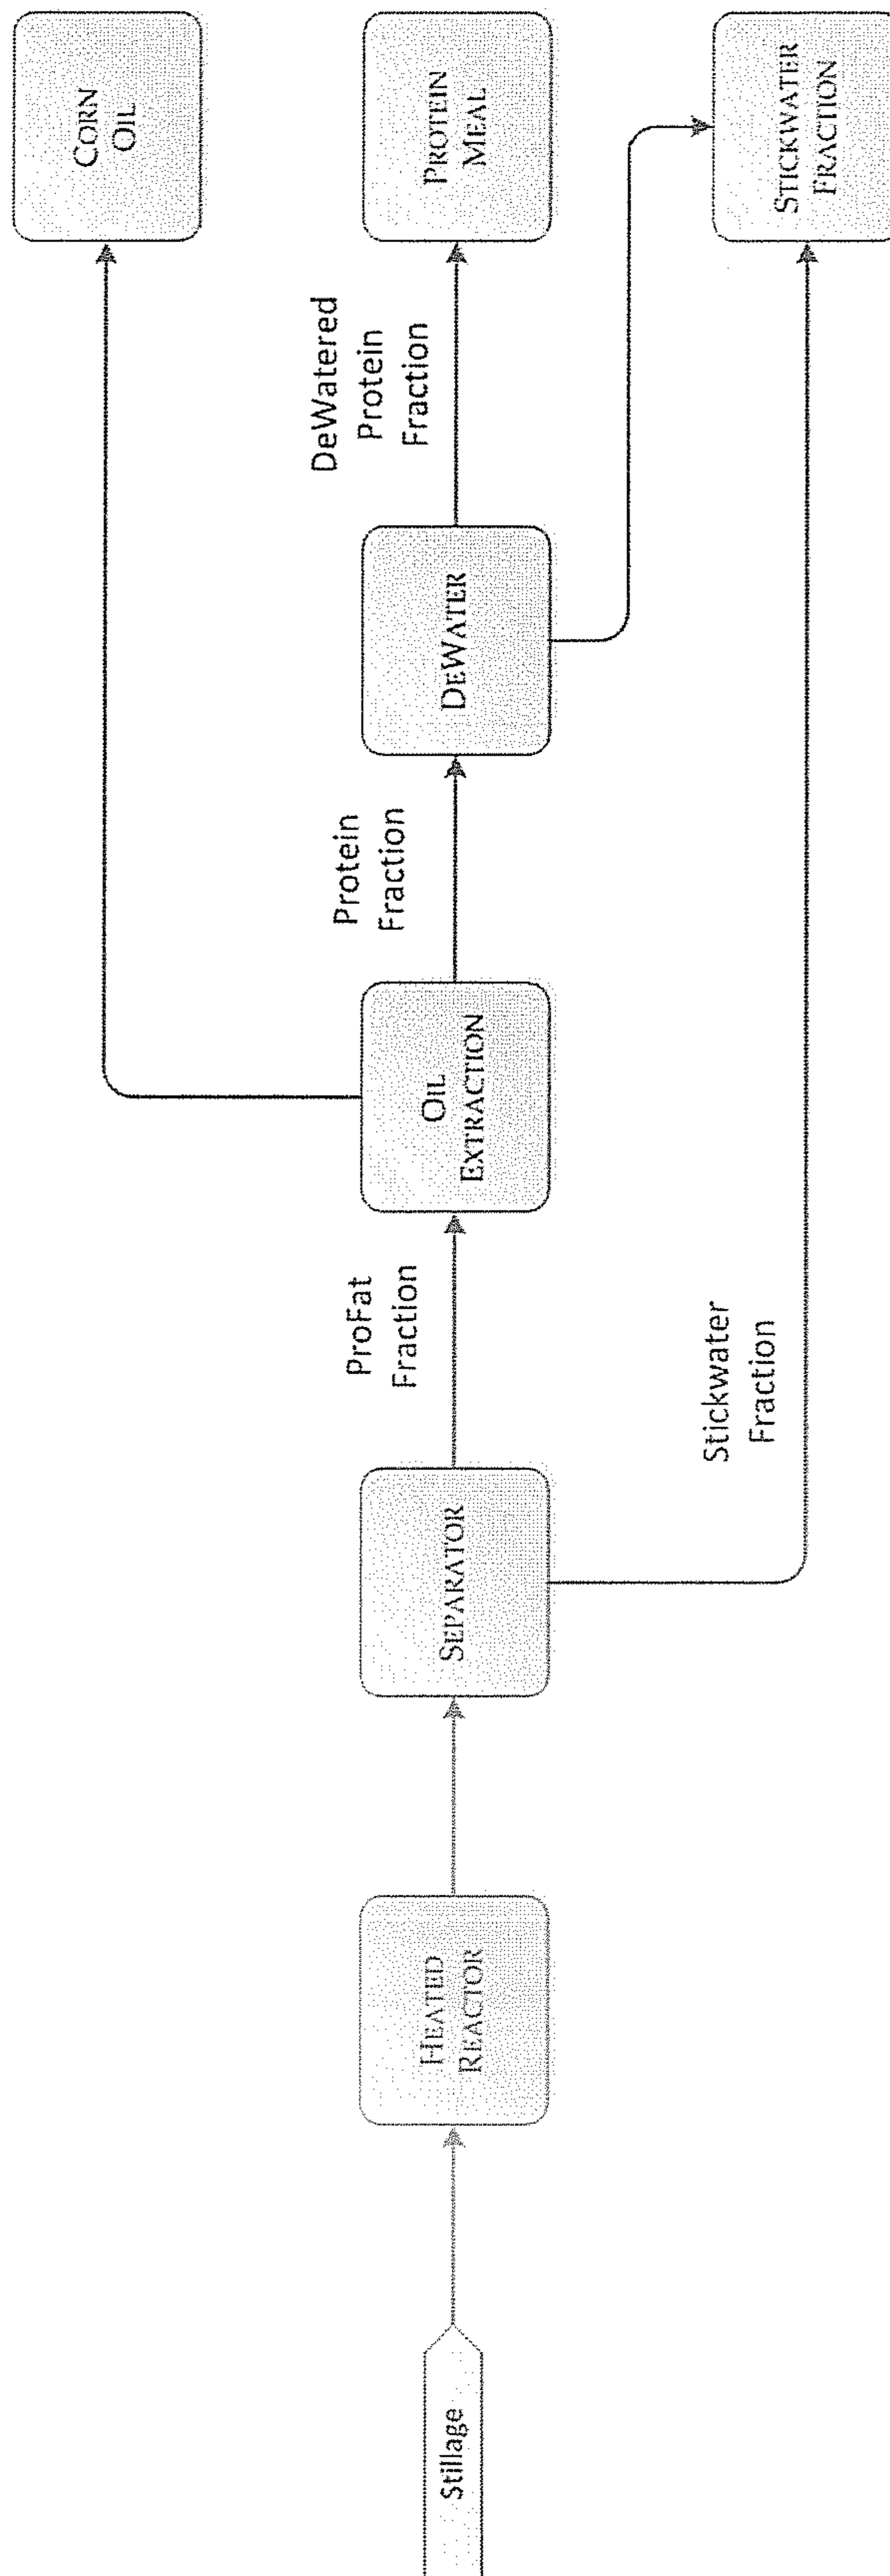 Stillage
HEATED
REACTOR
SEPARATOR
ProFat
Fraction
Stickwater
Fraction
OIL
EXTRACTION
Protein
Fraction
DEWATER
DeWatered
Protein
Fraction
CORN
OIL
PROTEIN
MEAL
STICKWATER
FRACTION